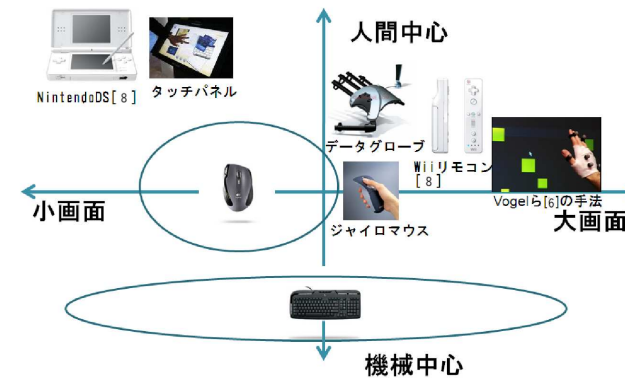 人間中心
NintendoDS[8]
タッチパネル
データグローブ
Wiiリモコン
[8]
Vogelら[6]の手法
小画面
大画面
ジャイロマウス
機械中心